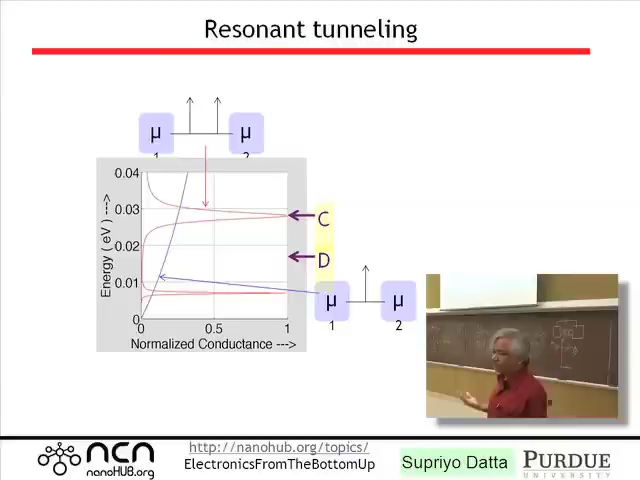 Resonant tunneling
μ μ
1 2
0.04
0.03
0.02
0.01
0
Energy ( eV ) --->
0 0.5 1
Normalized Conductance --->
C
D
μ μ
1 2
nCn
nanoHUB.org
http://nanohub.org/topics/
ElectronicsFromTheBottomUp
Supriyo Datta
PURDUE
UNIVERSITY